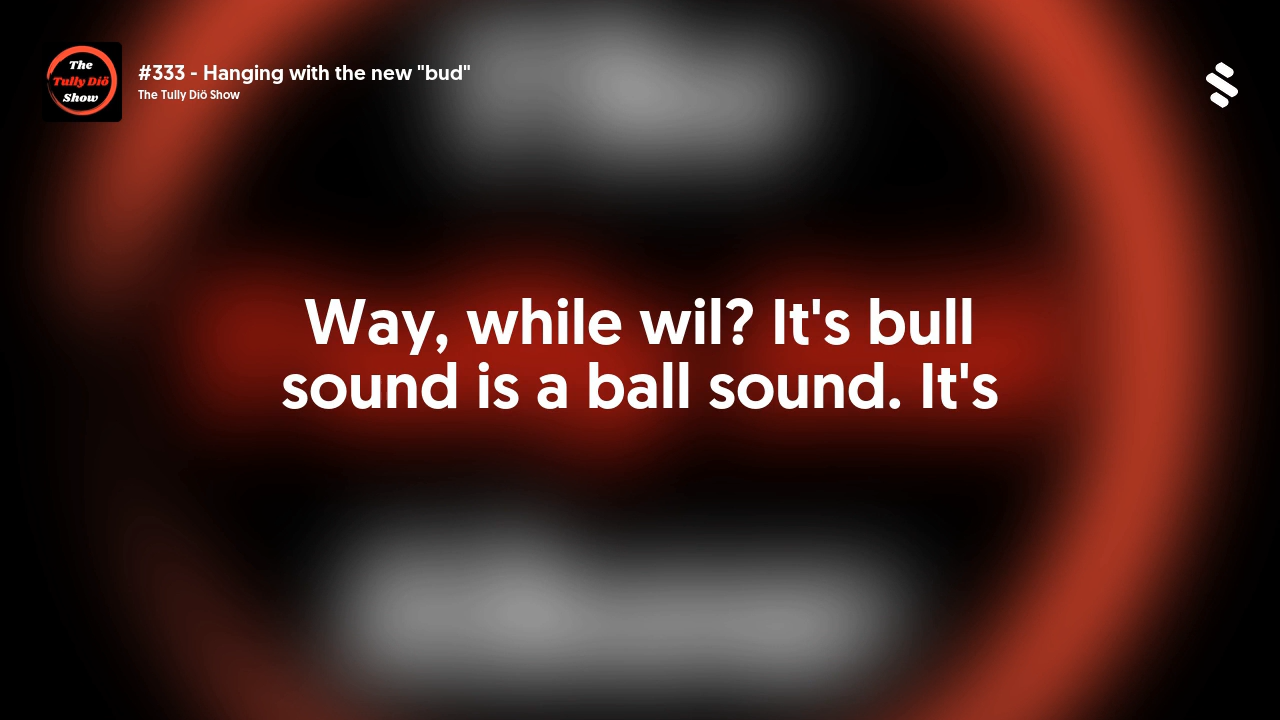 The
Tully Diö
Show
#333 - Hanging with the new "bud"
The Tully Diö Show
Way, while wil? It's bull
sound is a ball sound. It's